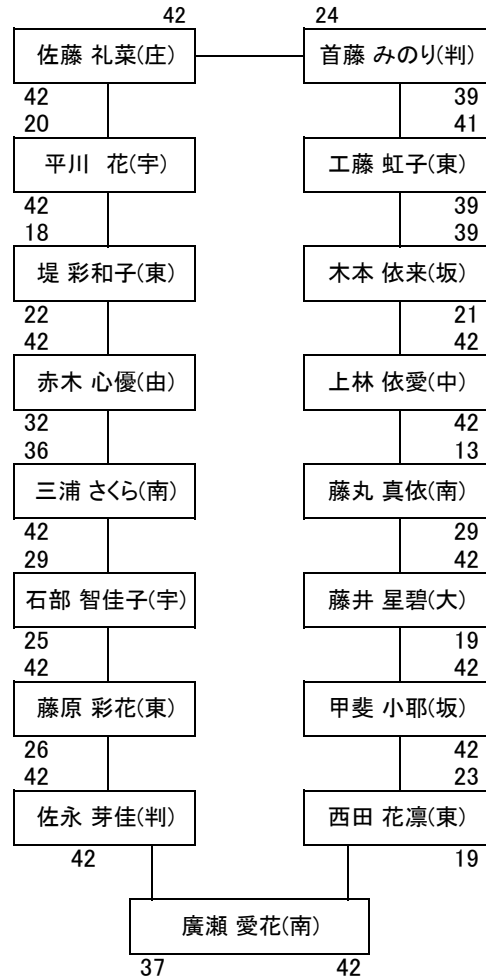 42 24
佐藤 礼菜(庄) 首藤 みのり(判)
42 39
20 41
平川 花(宇) 工藤 虹子(東)
42 39
18 39
堤 彩和子(東) 木本 依来(坂)
22 21
42 42
赤木 心優(由) 上林 依愛(中)
32 42
36 13
三浦 さくら(南) 藤丸 真依(南)
42 29
29 42
石部 智佳子(宇) 藤井 星碧(大)
25 19
42 42
藤原 彩花(東) 甲斐 小耶(坂)
26 42
42 23
佐永 芽佳(判) 西田 花凛(東)
42 19
廣瀬 愛花(南)
37 42